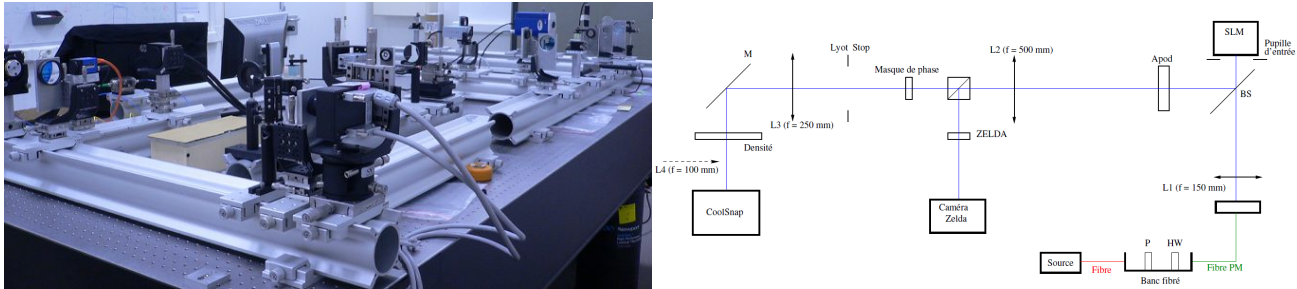 SLM
Pupille
d'entrée
L2 (f = 500 mm)
M
Lyot Stop
Masque de phase
Apod
BS
L3 (f = 250 mm)
ZELDA
Densité
L4 (f = 100 mm)
L1 (f = 150 mm)
CoolSnap
Caméra
Zelda
P
HW
Source
Fibre
Fibre PM
Banc fibré